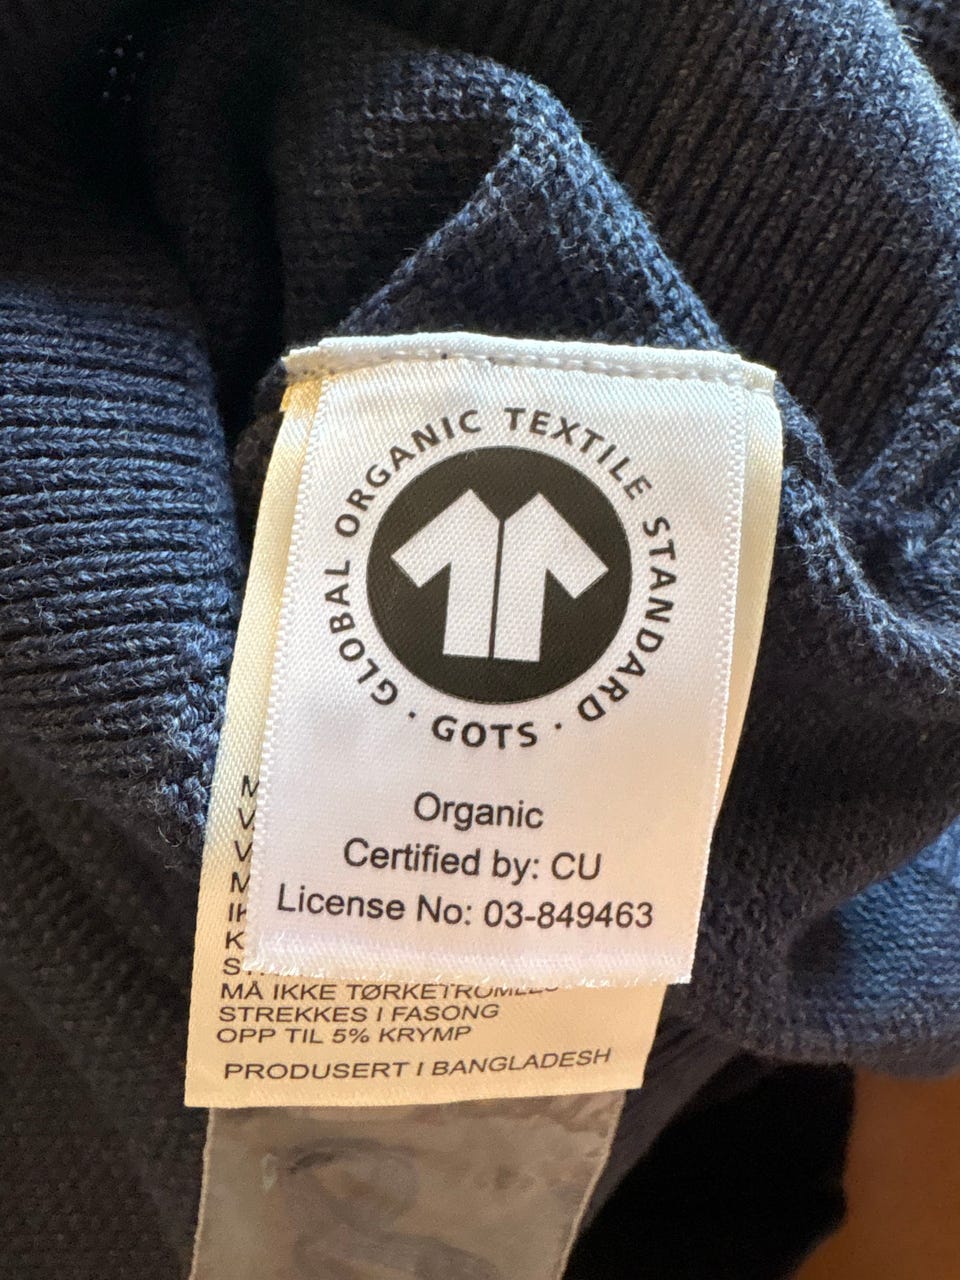 GLOBAL ORGANIC TEXTILE STANDARD · GOTS ·
Organic
Certified by: CU
License No: 03-849463
MÅ IKKE
STREKKES I FASONG
OPP TIL 5% KRYMP
PRODUSERT I BANGLADESH